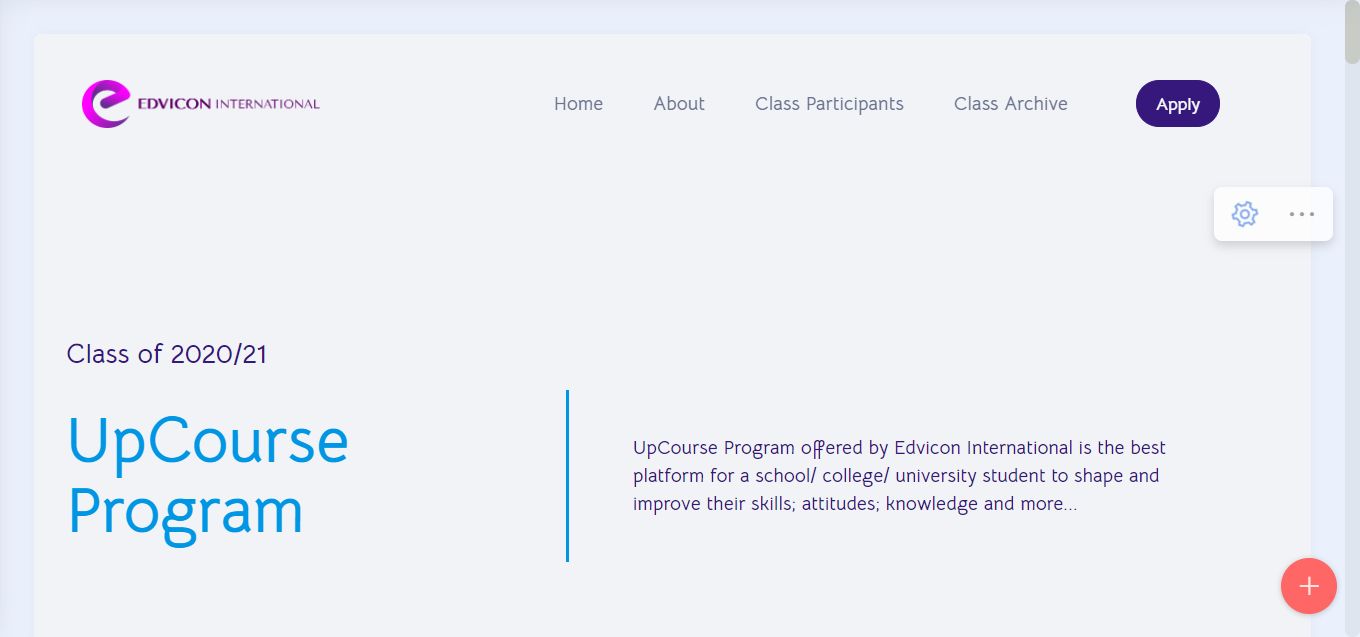 EDVICON INTERNATIONAL
Home
About
Class Participants
Class Archive
Apply
Class of 2020/21
UpCourse
Program
UpCourse Program offered by Edvicon International is the best
platform for a school/ college/ university student to shape and
improve their skills; attitudes; knowledge and more...